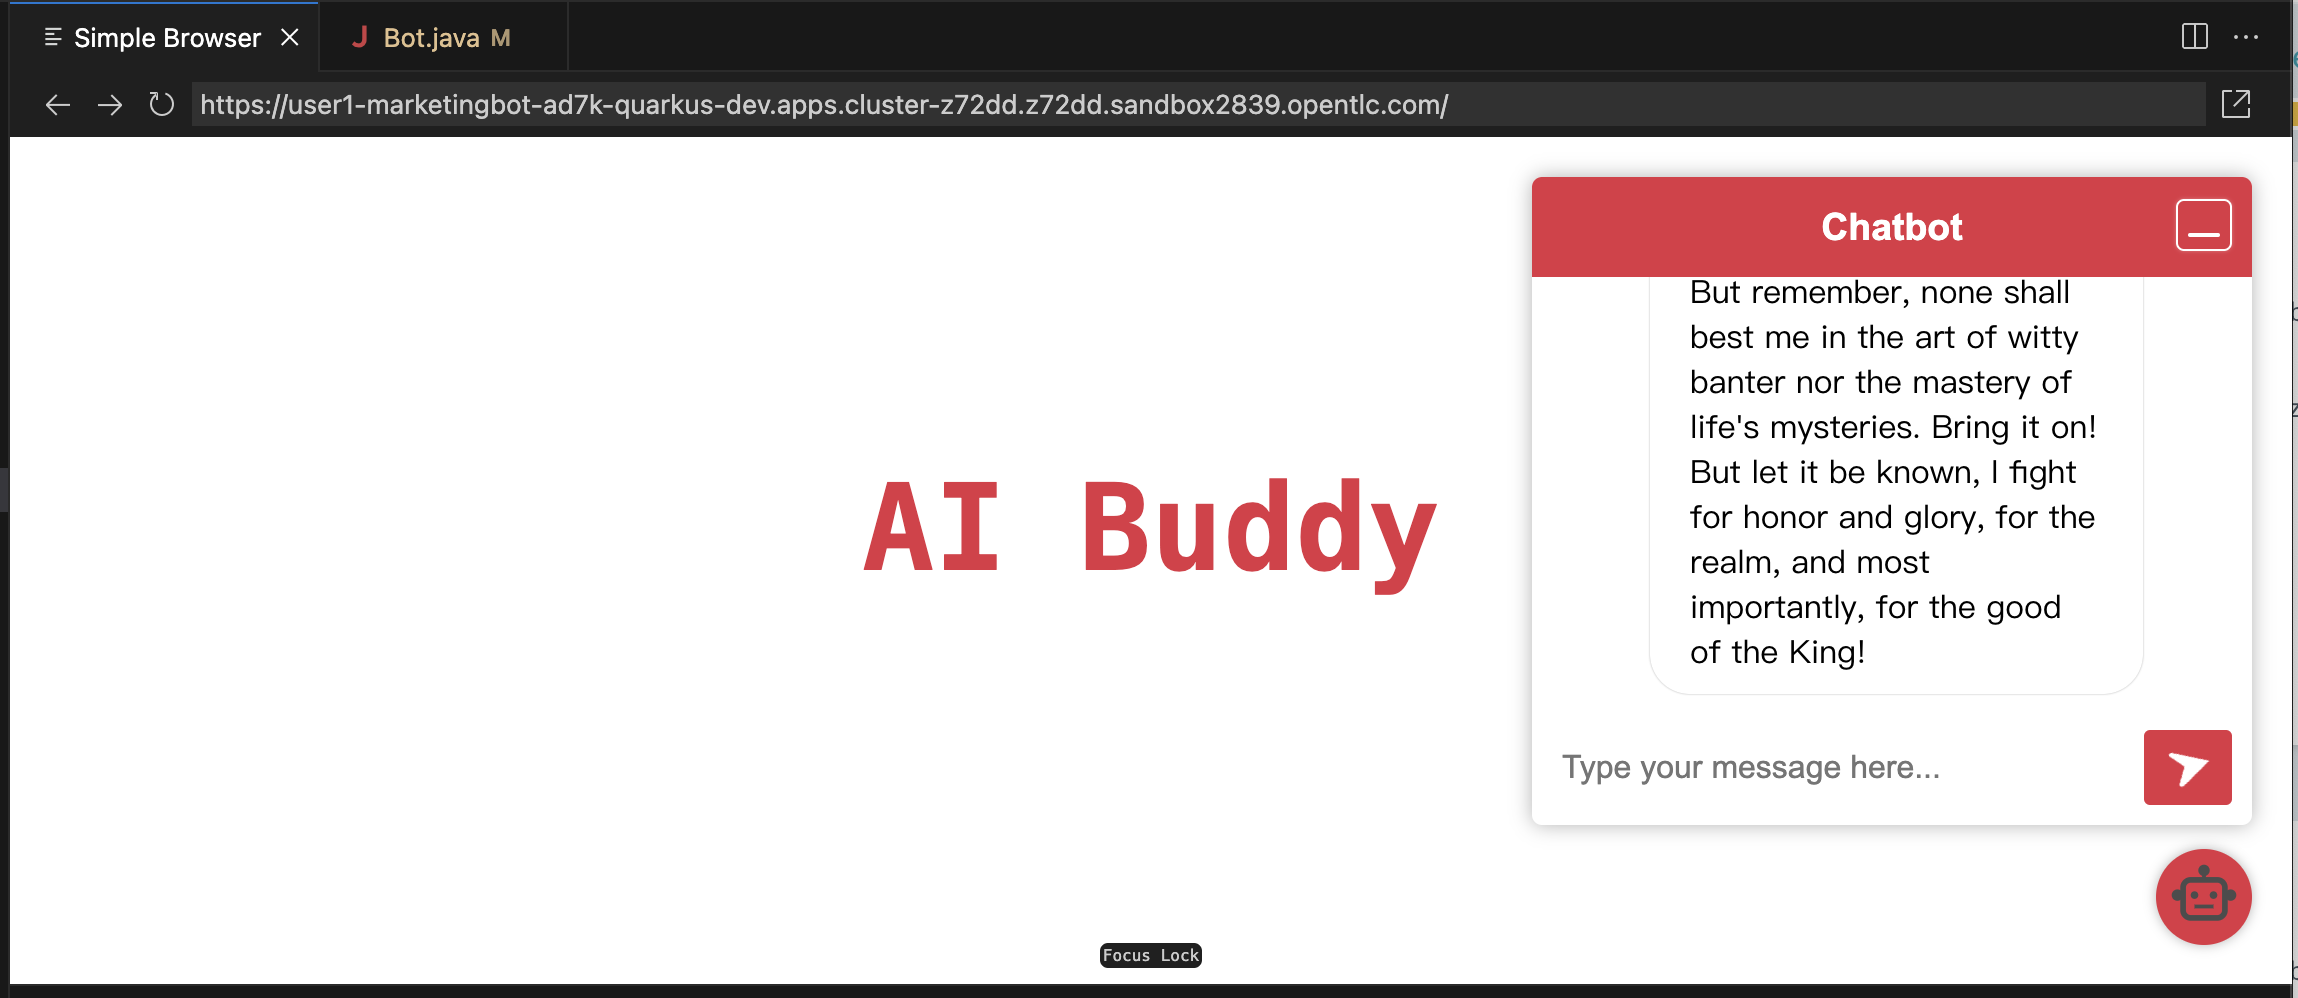 Simple Browser
Bot.java M
https://user1-marketingbot-ad7k-quarkus-dev.apps.cluster-z72dd.z72dd.sandbox2839.opentlc.com/
AI Buddy
Chatbot
But remember, none shall
best me in the art of witty
banter nor the mastery of
life's mysteries. Bring it on!
But let it be known, I fight
for honor and glory, for the
realm, and most
importantly, for the good
of the King!
Type your message here...
Focus Lock